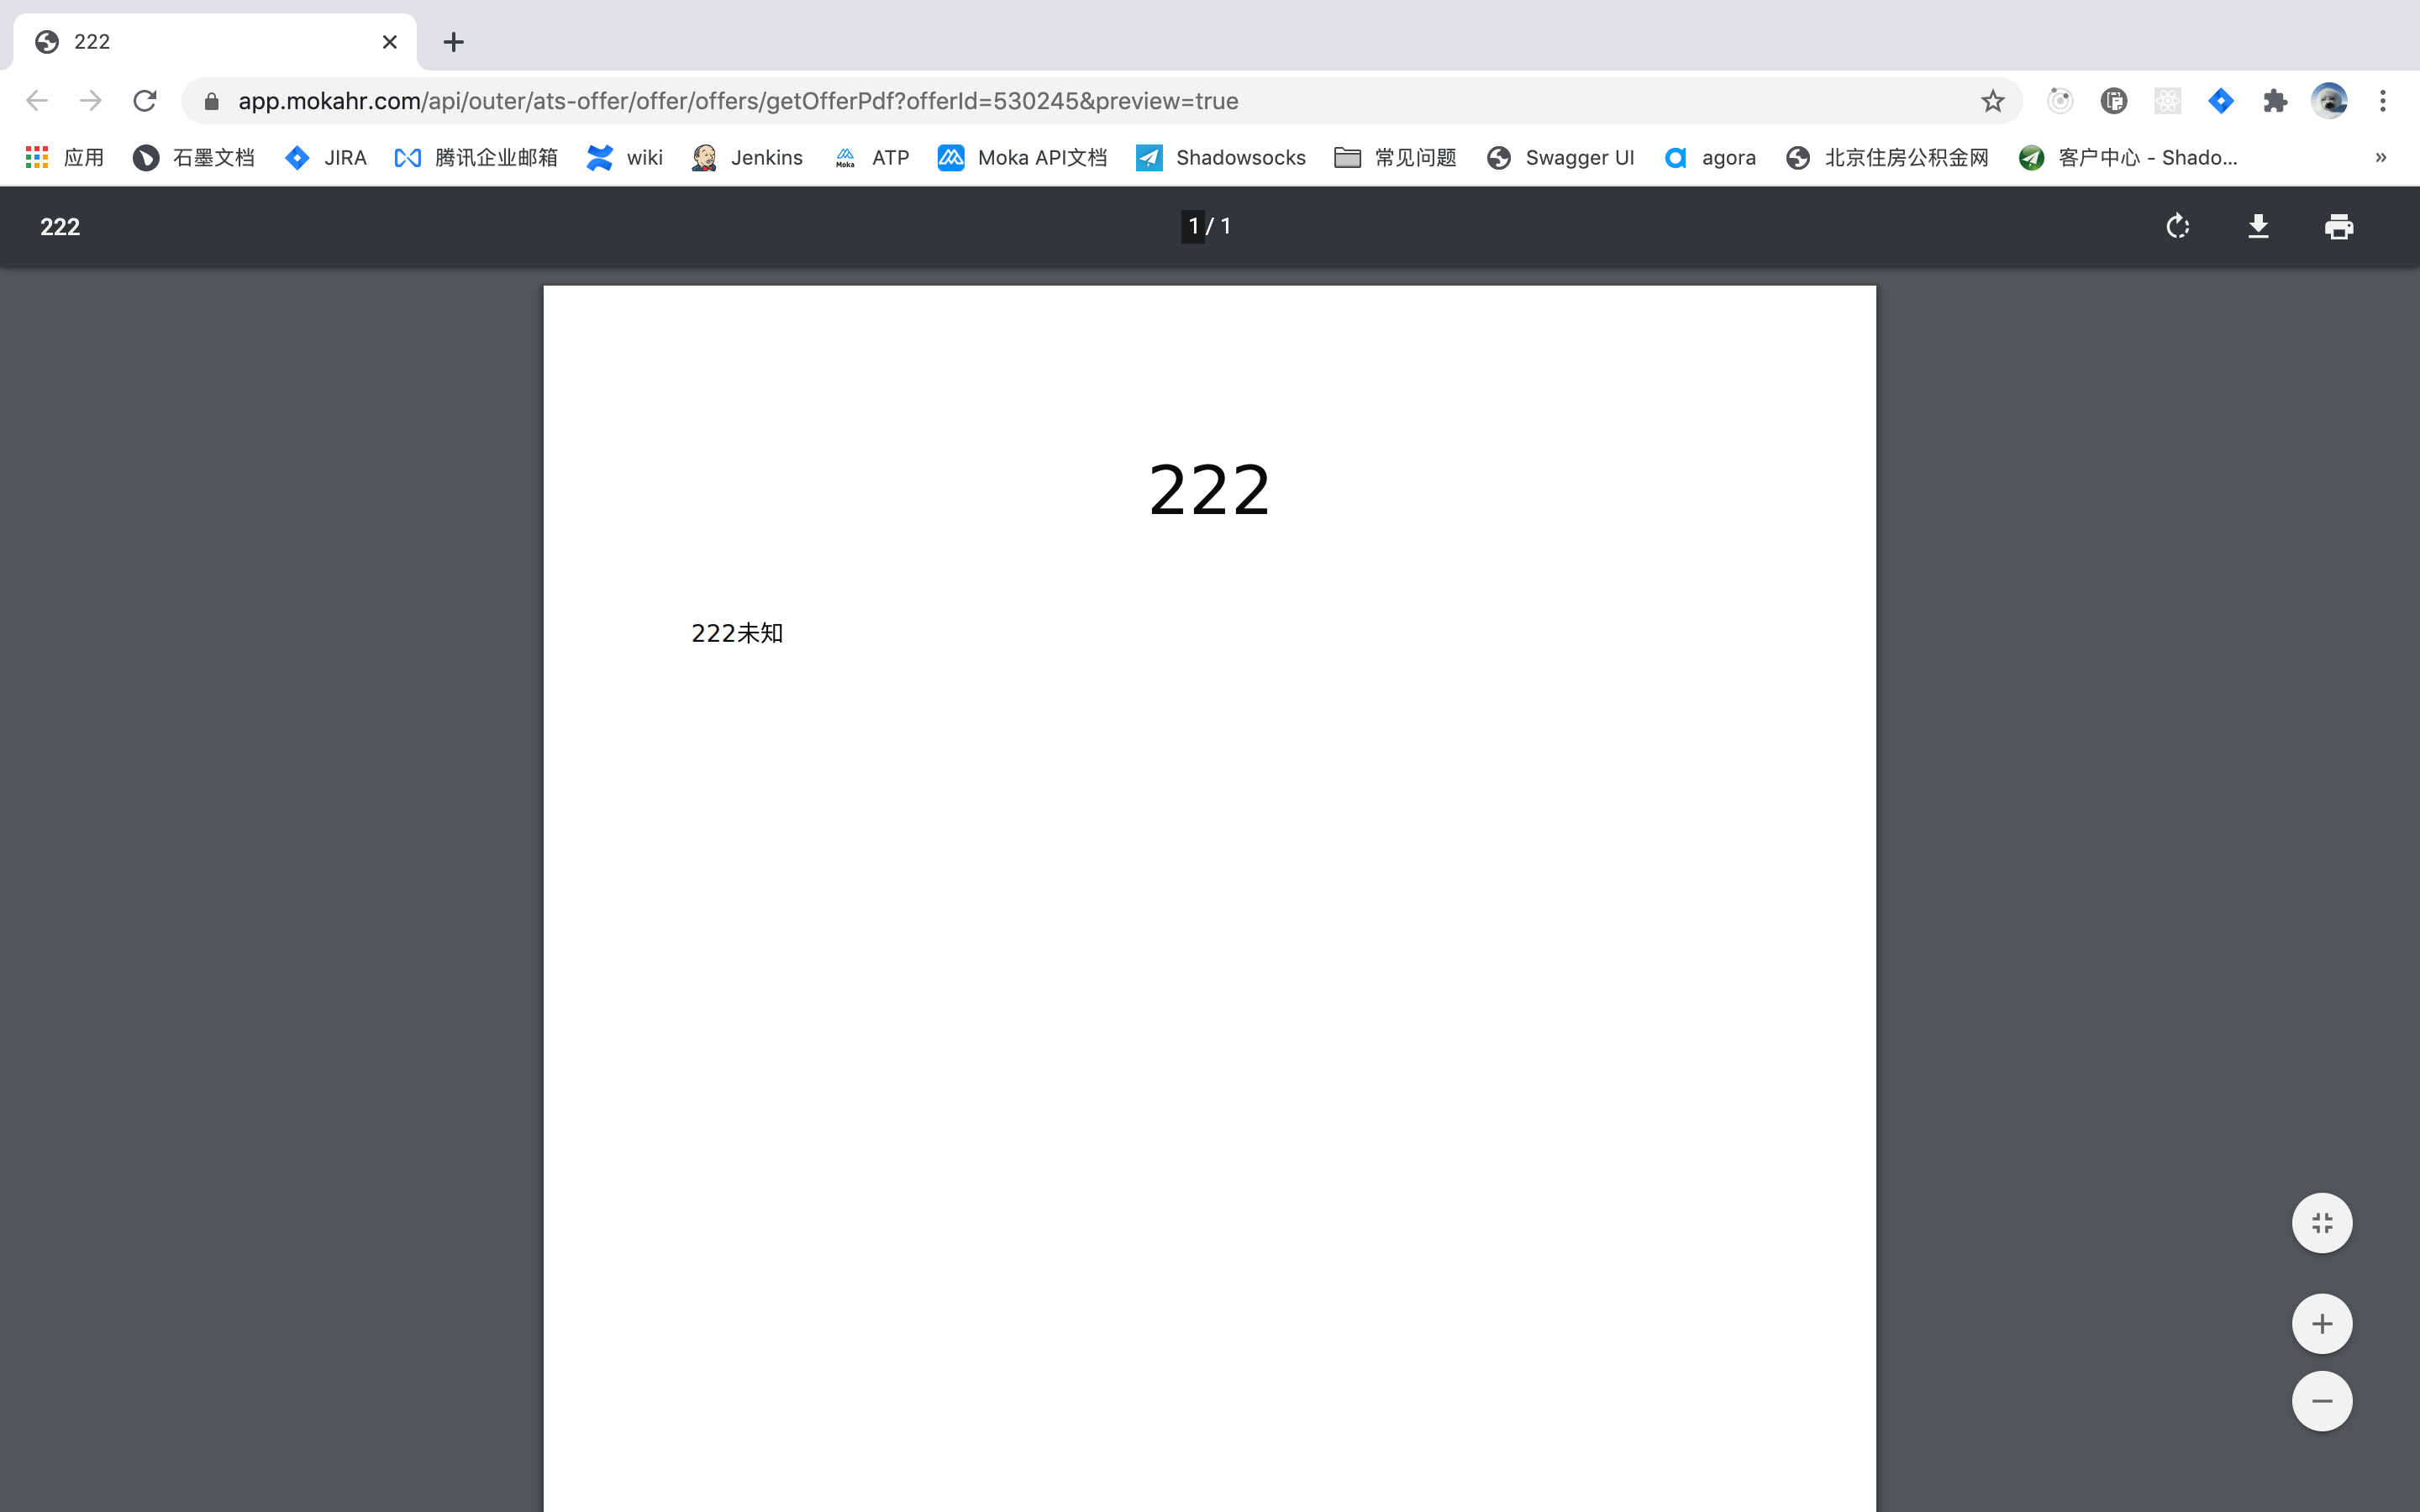 222
app.mokahr.com/api/outer/ats-offer/offer/offers/getOfferPdf?offerId=530245&preview=true
应用 石墨文档 JIRA 腾讯企业邮箱 wiki Jenkins Moka ATP Moka API文档 Shadowsocks 常见问题 Swagger UI agora 北京住房公积金网 客户中心 - Shado... »
222 1 / 1
222
222未知